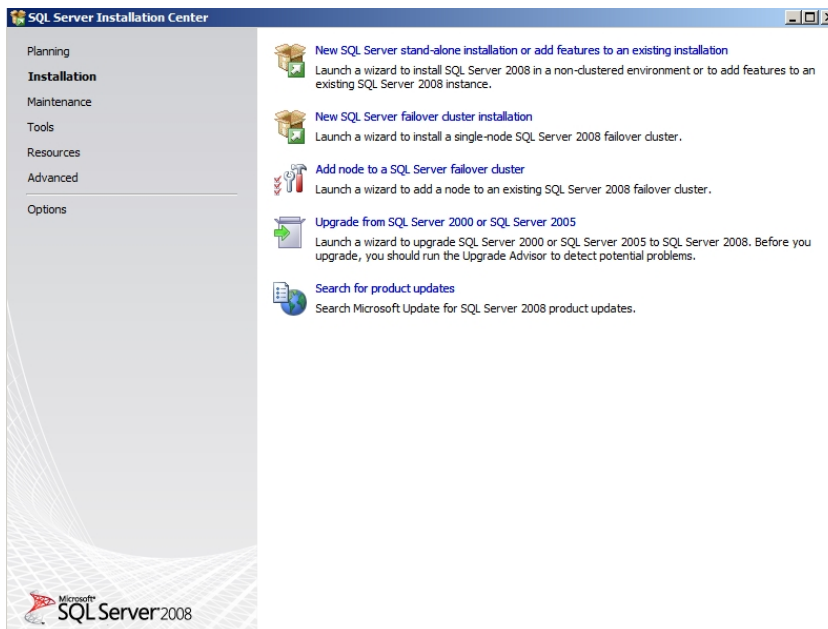 SQL Server Installation Center
Planning
Installation
Maintenance
Tools
Resources
Advanced
Options
New SQL Server stand-alone installation or add features to an existing installation
Launch a wizard to install SQL Server 2008 in a non-clustered environment or to add features to an
existing SQL Server 2008 instance.
New SQL Server failover cluster installation
Launch a wizard to install a single-node SQL Server 2008 failover cluster.
Add node to a SQL Server failover cluster
Launch a wizard to add a node to an existing SQL Server 2008 failover cluster.
Upgrade from SQL Server 2000 or SQL Server 2005
Launch a wizard to upgrade SQL Server 2000 or SQL Server 2005 to SQL Server 2008. Before you
upgrade, you should run the Upgrade Advisor to detect potential problems.
Search for product updates
Search Microsoft Update for SQL Server 2008 product updates.
Microsoft®
SQL Server 2008